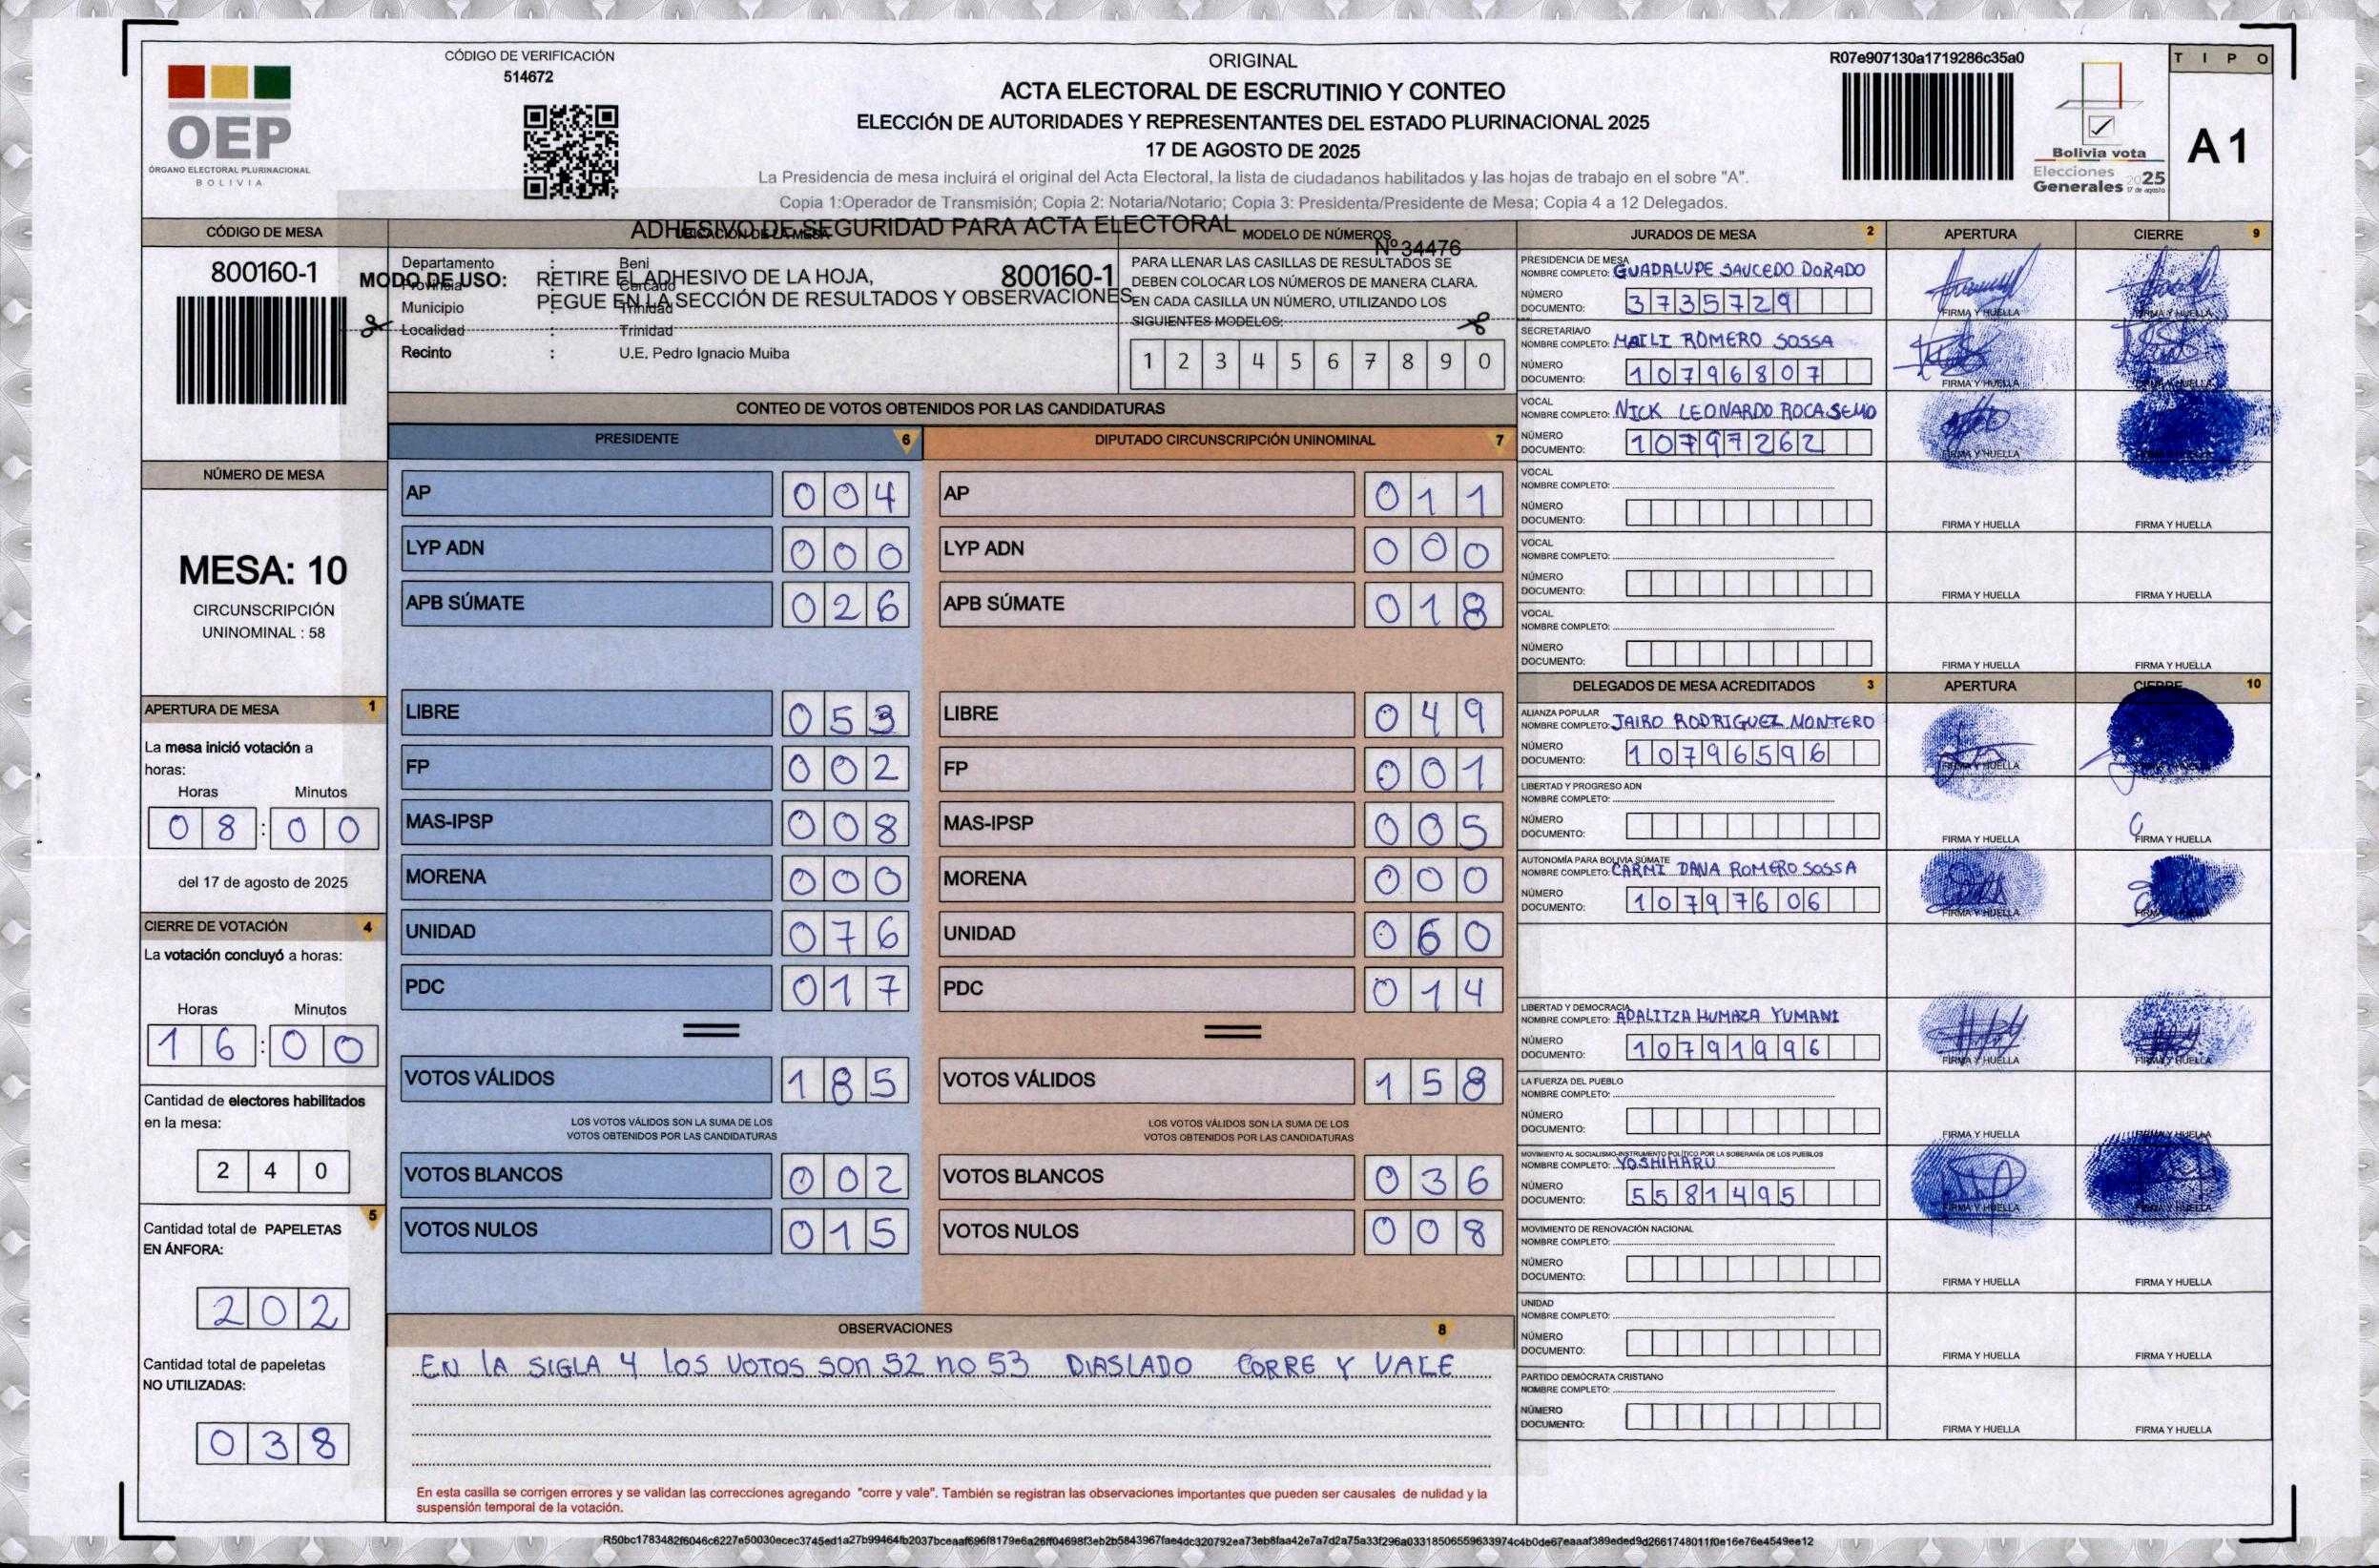 CÓDIGO DE VERIFICACIÓN
514672
OEP
ÓRGANO ELECTORAL PLURINACIONAL
BOLIVIA
ORIGINAL
ACTA ELECTORAL DE ESCRUTINIO Y CONTEO
ELECCIÓN DE AUTORIDADES Y REPRESENTANTES DEL ESTADO PLURINACIONAL 2025
17 DE AGOSTO DE 2025
La Presidencia de mesa incluirá el original del Acta Electoral, la lista de ciudadanos habilitados y las hojas de trabajo en el sobre "A".
Copia 1:Operador de Transmisión; Copia 2: Notaria/Notario; Copia 3: Presidenta/Presidente de Mesa; Copia 4 a 12 Delegados.
R07e907130a1719286c35a0
Bolivia vota
Elecciones
Generales 2025
17 de agosto
TIPO
A 1
ADHESIVO DE SEGURIDAD PARA ACTA ELECTORAL
Nº 34476
MODO DE USO: RETIRE EL ADHESIVO DE LA HOJA,
PEGUE EN LA SECCIÓN DE RESULTADOS Y OBSERVACIONES
800160-1
CÓDIGO DE MESA
800160-1
UBICACIÓN DE LA MESA
Departamento : Beni
Provincia : Cercado
Municipio : Trinidad
Localidad : Trinidad
Recinto : U.E. Pedro Ignacio Muiba
MODELO DE NÚMEROS
PARA LLENAR LAS CASILLAS DE RESULTADOS SE
DEBEN COLOCAR LOS NÚMEROS DE MANERA CLARA.
EN CADA CASILLA UN NÚMERO, UTILIZANDO LOS
SIGUIENTES MODELOS:
1 2 3 4 5 6 7 8 9 0
NÚMERO DE MESA
MESA: 10
CIRCUNSCRIPCIÓN
UNINOMINAL : 58
APERTURA DE MESA 1
La mesa inició votación a
horas:
Horas Minutos
08:00
del 17 de agosto de 2025
CIERRE DE VOTACIÓN 4
La votación concluyó a horas:
Horas Minutos
16:00
Cantidad de electores habilitados
en la mesa:
240
5
Cantidad total de PAPELETAS
EN ÁNFORA:
202
Cantidad total de papeletas
NO UTILIZADAS:
038
CONTEO DE VOTOS OBTENIDOS POR LAS CANDIDATURAS
PRESIDENTE 6
AP 004
LYP ADN 000
APB SÚMATE 026
LIBRE 053
FP 002
MAS-IPSP 008
MORENA 000
UNIDAD 076
PDC 017
VOTOS VÁLIDOS 185
LOS VOTOS VÁLIDOS SON LA SUMA DE LOS
VOTOS OBTENIDOS POR LAS CANDIDATURAS
VOTOS BLANCOS 002
VOTOS NULOS 015
DIPUTADO CIRCUNSCRIPCIÓN UNINOMINAL 7
AP 011
LYP ADN 000
APB SÚMATE 018
LIBRE 049
FP 001
MAS-IPSP 005
MORENA 000
UNIDAD 060
PDC 014
VOTOS VÁLIDOS 158
LOS VOTOS VÁLIDOS SON LA SUMA DE LOS
VOTOS OBTENIDOS POR LAS CANDIDATURAS
VOTOS BLANCOS 036
VOTOS NULOS 008
OBSERVACIONES 8
EN LA SIGLA 4 LOS VOTOS SON 52 NO 53 DIASLADO CORRE Y VALE
En esta casilla se corrigen errores y se validan las correcciones agregando "corre y vale". También se registran las observaciones importantes que pueden ser causales de nulidad y la
suspensión temporal de la votación.
JURADOS DE MESA 2 APERTURA CIERRE 9
PRESIDENCIA DE MESA
NOMBRE COMPLETO: GUADALUPE SAUCEDO DORADO
NÚMERO
DOCUMENTO: 3735729
FIRMA Y HUELLA FIRMA Y HUELLA
SECRETARIA/O
NOMBRE COMPLETO: MAILI ROMERO SOSSA
NÚMERO
DOCUMENTO: 10796807
FIRMA Y HUELLA FIRMA Y HUELLA
VOCAL
NOMBRE COMPLETO: NICK LEONARDO ROCA
NÚMERO
DOCUMENTO: 10797262
FIRMA Y HUELLA
VOCAL
NOMBRE COMPLETO:
NÚMERO
DOCUMENTO:
FIRMA Y HUELLA FIRMA Y HUELLA
VOCAL
NOMBRE COMPLETO:
NÚMERO
DOCUMENTO:
FIRMA Y HUELLA FIRMA Y HUELLA
VOCAL
NOMBRE COMPLETO:
NÚMERO
DOCUMENTO:
FIRMA Y HUELLA FIRMA Y HUELLA
DELEGADOS DE MESA ACREDITADOS 3 APERTURA CIERRE 10
ALIANZA POPULAR
NOMBRE COMPLETO: JAIRO RODRIGUEZ MONTERO
NÚMERO
DOCUMENTO: 10796596
FIRMA Y HUELLA FIRMA Y HUELLA
LIBERTAD Y PROGRESO ADN
NOMBRE COMPLETO:
NÚMERO
DOCUMENTO:
FIRMA Y HUELLA FIRMA Y HUELLA
AUTONOMÍA PARA BOLIVIA SÚMATE
NOMBRE COMPLETO: CARMI DANA ROMERO SOSSA
NÚMERO
DOCUMENTO: 10797606
FIRMA Y HUELLA FIRMA Y HUELLA
LIBERTAD Y DEMOCRACIA
NOMBRE COMPLETO: ADALITZA HUMAZA YUMANI
NÚMERO
DOCUMENTO: 10791996
FIRMA Y HUELLA FIRMA Y HUELLA
LA FUERZA DEL PUEBLO
NOMBRE COMPLETO:
NÚMERO
DOCUMENTO:
FIRMA Y HUELLA FIRMA Y HUELLA
MOVIMIENTO AL SOCIALISMO-INSTRUMENTO POLÍTICO POR LA SOBERANÍA DE LOS PUEBLOS
NOMBRE COMPLETO: YOSHIHARU
NÚMERO
DOCUMENTO: 5581495
FIRMA Y HUELLA FIRMA Y HUELLA
MOVIMIENTO DE RENOVACIÓN NACIONAL
NOMBRE COMPLETO:
NÚMERO
DOCUMENTO:
FIRMA Y HUELLA FIRMA Y HUELLA
UNIDAD
NOMBRE COMPLETO:
NÚMERO
DOCUMENTO:
FIRMA Y HUELLA FIRMA Y HUELLA
PARTIDO DEMÓCRATA CRISTIANO
NOMBRE COMPLETO:
NÚMERO
DOCUMENTO:
FIRMA Y HUELLA FIRMA Y HUELLA